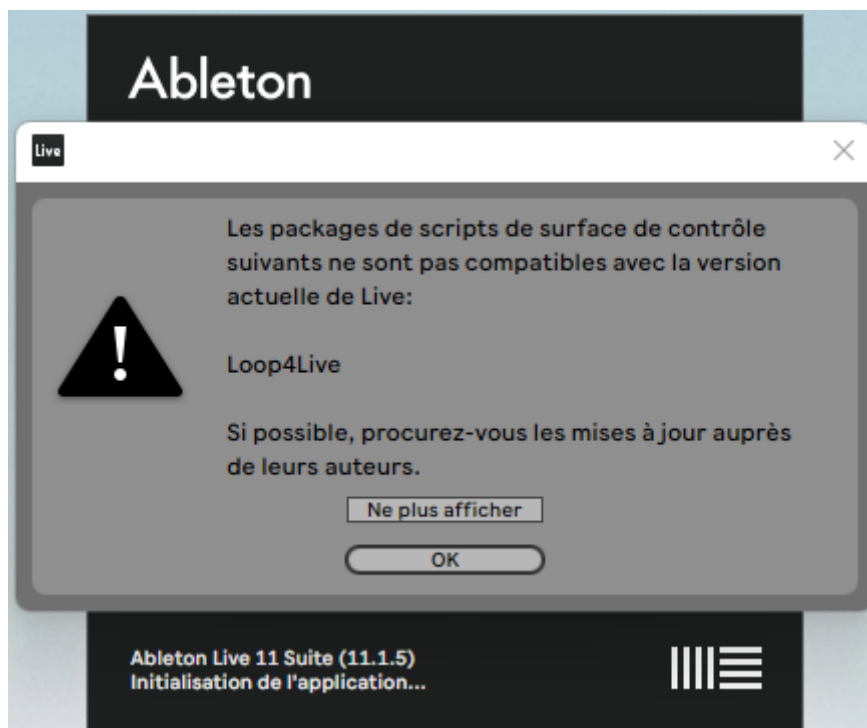 Ableton
Live
Les packages de scripts de surface de contrôle
suivants ne sont pas compatibles avec la version
actuelle de Live:
Loop4Live
!
Si possible, procurez-vous les mises à jour auprès
de leurs auteurs.
Ne plus afficher
OK
Ableton Live 11 Suite (11.1.5)
Initialisation de l'application...